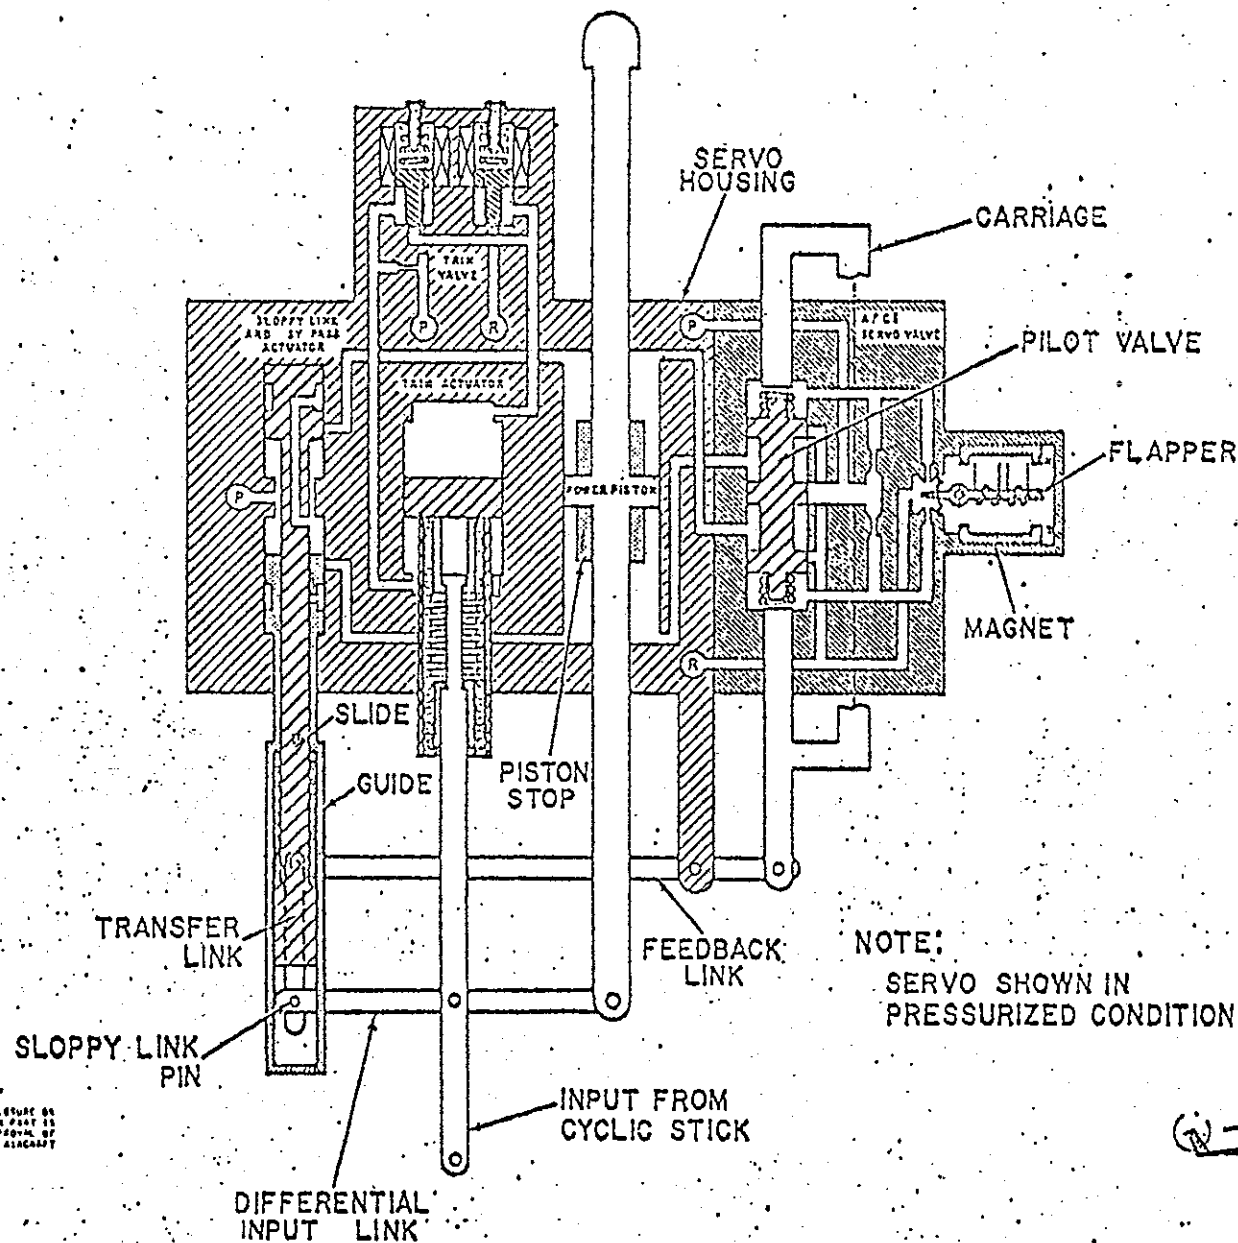 SERVO
HOUSING
CARRIAGE
TRIM
VALVE
P
R
P
SLOPPY LINK
AND BY PASS
ACTUATOR
SERVO VALVE
PILOT VALVE
TRIM ACTUATOR
FLAPPER
P
POWER PISTON
MAGNET
R
SLIDE
GUIDE
PISTON
STOP
TRANSFER
LINK
FEEDBACK
LINK
NOTE:
SERVO SHOWN IN
PRESSURIZED CONDITION
SLOPPY LINK
PIN
INPUT FROM
CYCLIC STICK
DIFFERENTIAL
INPUT LINK